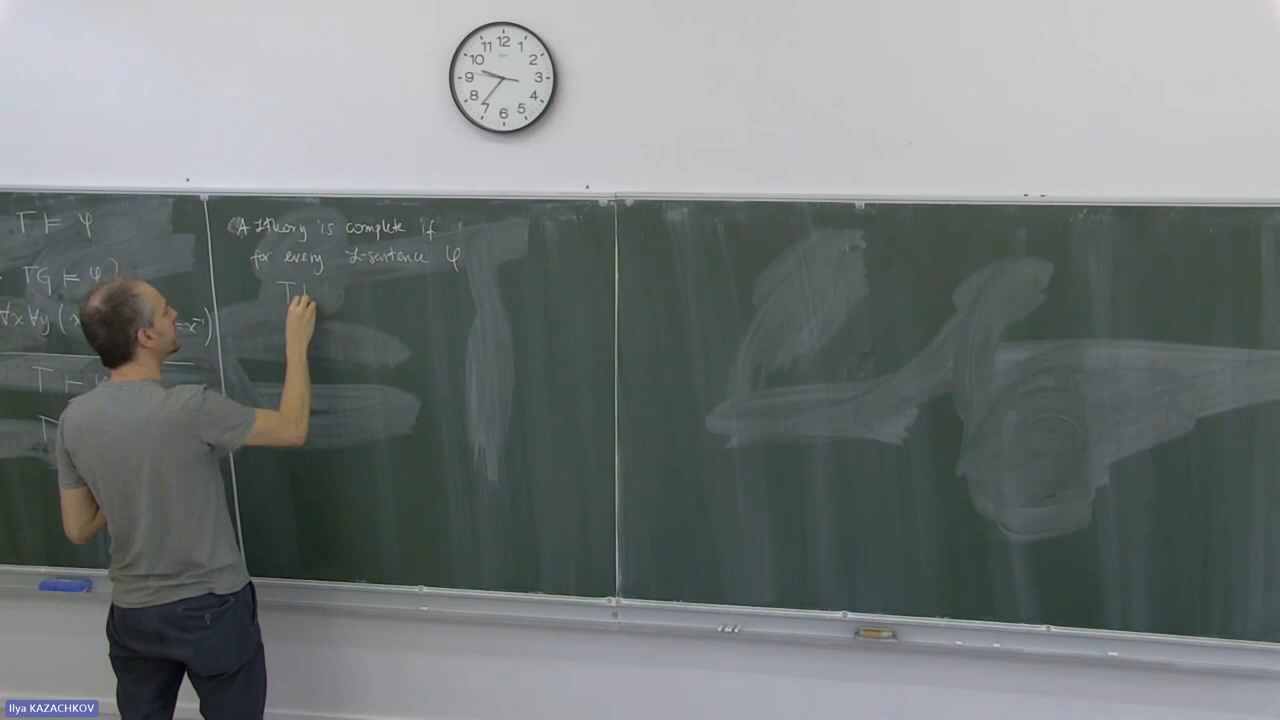 12
11 1
10 2
9 3
8 4
7 5
6
T ⊨ φ
TG ⊨ φ)
∀x∀y (x
T ⊢
A theory is complete if
for every L-sentence φ
T
Ilya KAZACHKOV